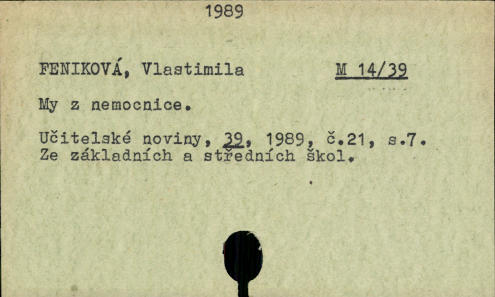 1989
FENIKOVÁ, Vlastimila M 14/39
My z nemocnice.
Učitelské noviny, 39, 1989, č.21, s.7.
Ze základních a středních škol.